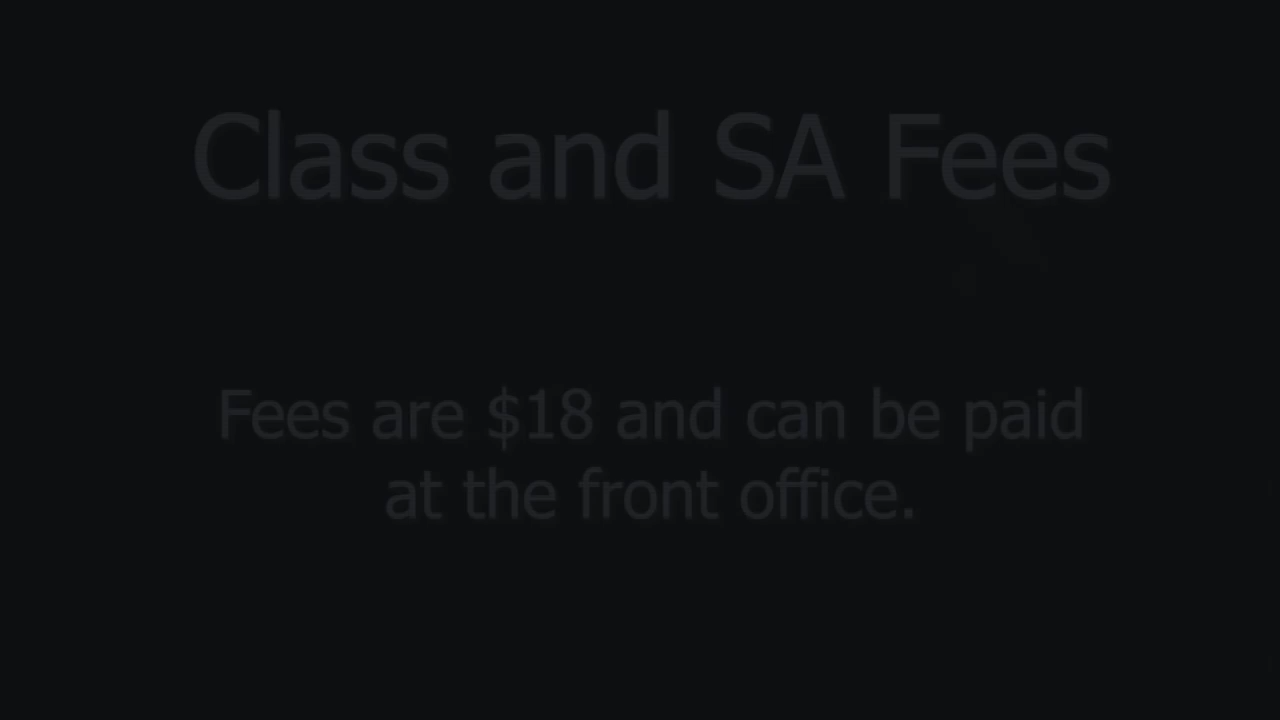 Class and SA Fees
Fees are $18 and can be paid
at the front office.